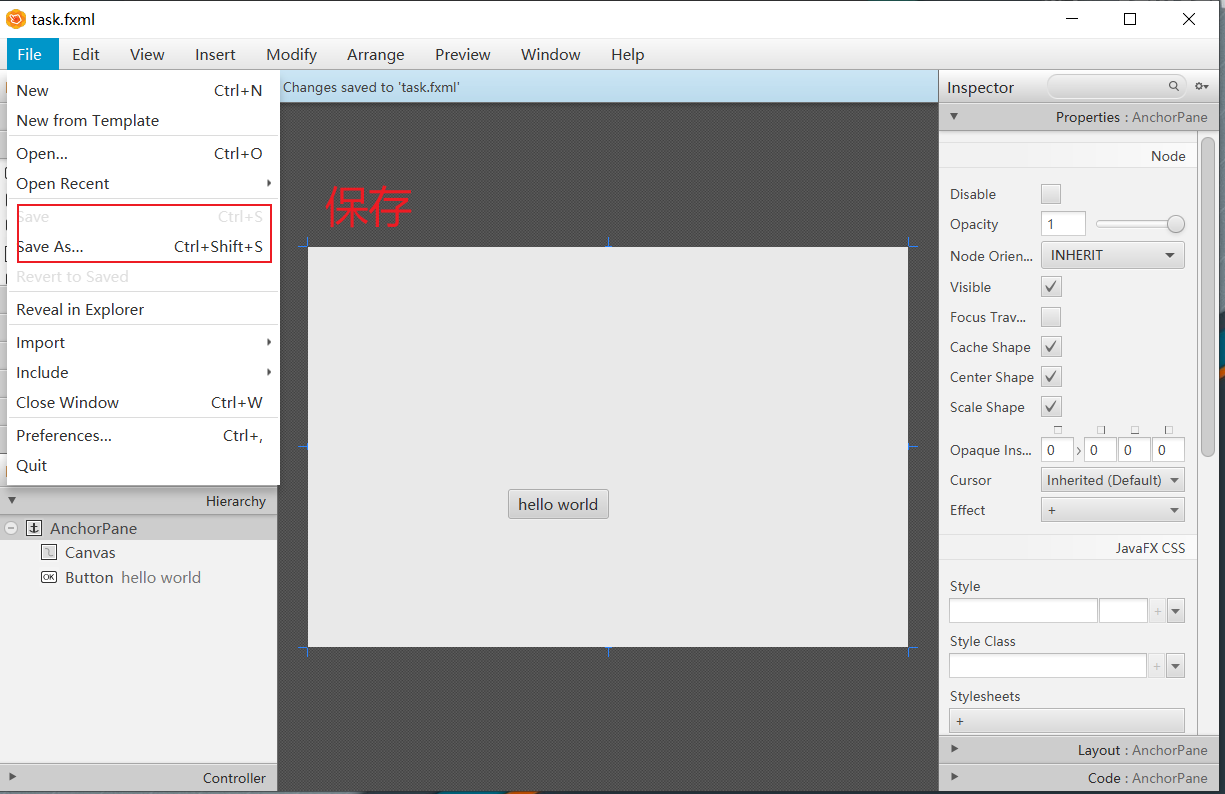 task.fxml
File Edit View Insert Modify Arrange Preview Window Help
New Ctrl+N
New from Template
Open... Ctrl+O
Open Recent
Save Ctrl+S
Save As... Ctrl+Shift+S
Revert to Saved
Reveal in Explorer
Import
Include
Close Window Ctrl+W
Preferences... Ctrl+,
Quit
Hierarchy
AnchorPane
Canvas
OK Button hello world
Controller
Changes saved to 'task.fxml'
保存
hello world
Inspector
Properties : AnchorPane
Node
Disable
Opacity 1
Node Orien... INHERIT
Visible
Focus Trav...
Cache Shape
Center Shape
Scale Shape
Opaque Ins... 0 0 0 0
Cursor Inherited (Default)
Effect +
JavaFX CSS
Style
+
Style Class
+
Stylesheets
+
Layout : AnchorPane
Code : AnchorPane